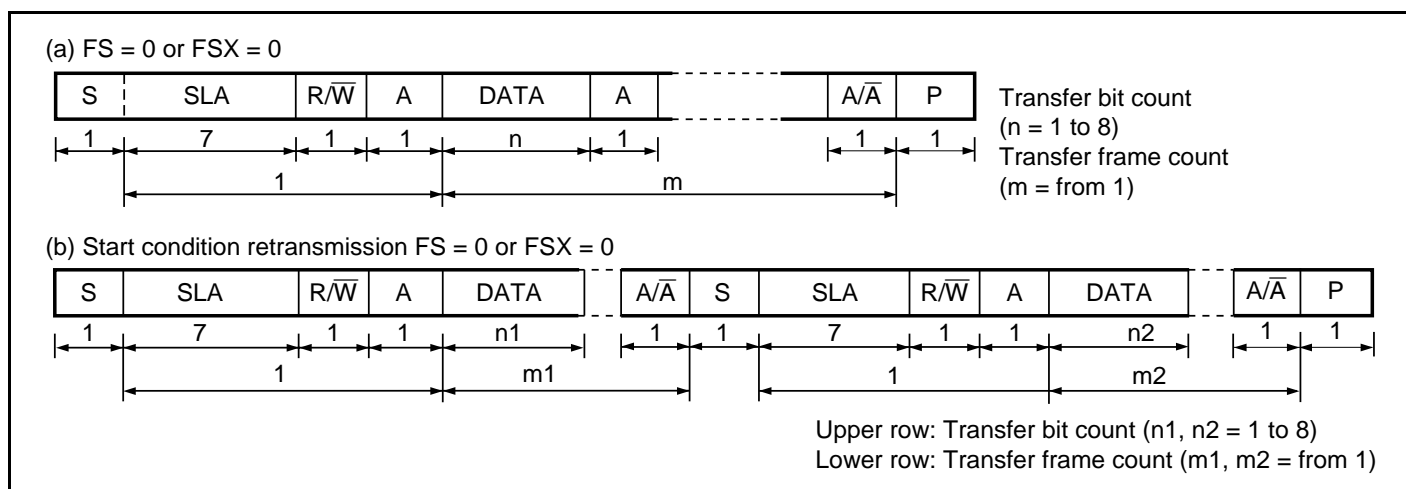 (a) FS = 0 or FSX = 0
S SLA R/W̅ A DATA A A/A̅ P
1 7 1 1 n 1 1 1
1 m
Transfer bit count
(n = 1 to 8)
Transfer frame count
(m = from 1)
(b) Start condition retransmission FS = 0 or FSX = 0
S SLA R/W̅ A DATA A/A̅ S SLA R/W̅ A DATA A/A̅ P
1 7 1 1 n1 1 1 7 1 1 n2 1 1
1 m1 1 m2
Upper row: Transfer bit count (n1, n2 = 1 to 8)
Lower row: Transfer frame count (m1, m2 = from 1)